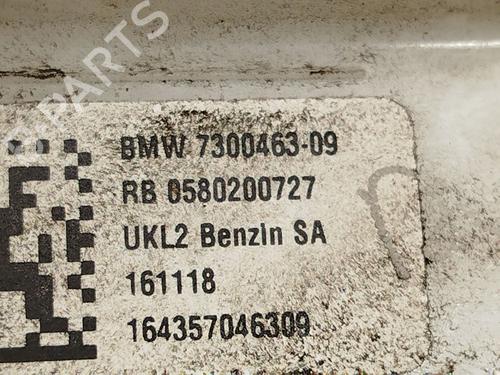 B-PARTS
BMW 7300463-09
RB 0580200727
UKL2 Benzin SA
161118
164357046309